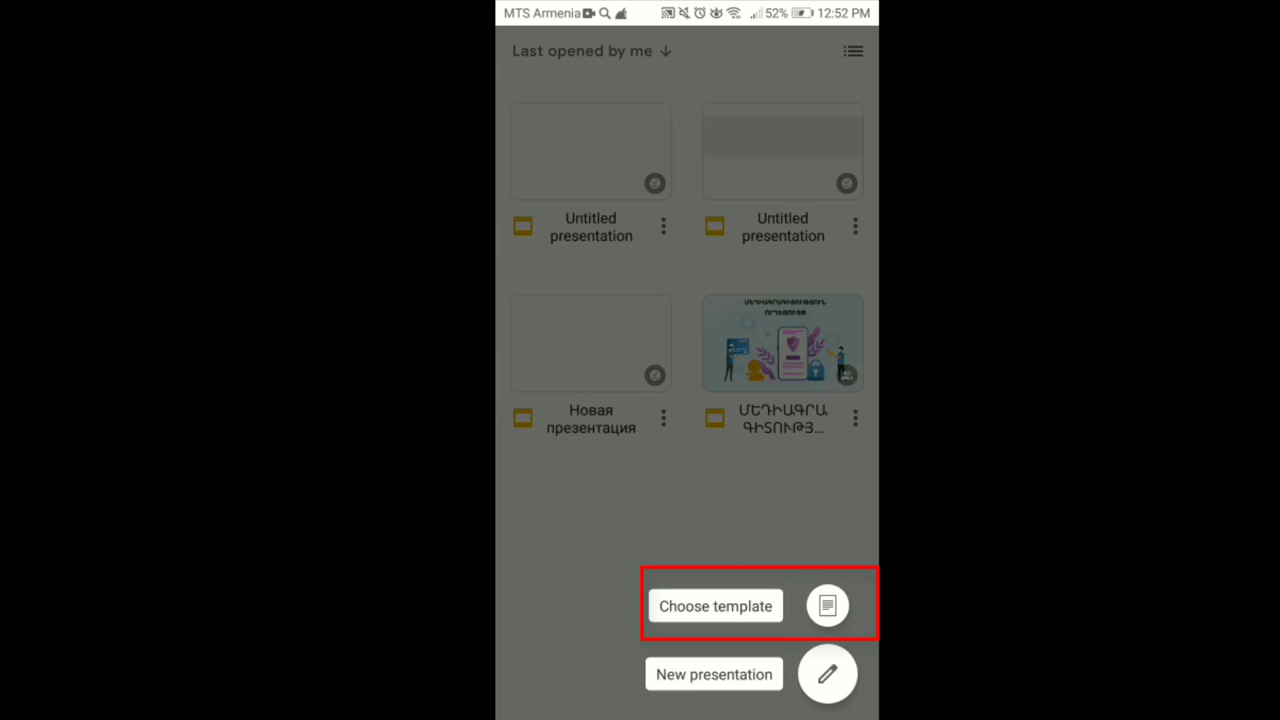 MTS Armenia 52% 12:52 PM
Last opened by me
Untitled
presentation
Untitled
presentation
ՄԵԴԻԱԳՐԱԳԻՏՈՒԹՅՈՒՆ
Новая
презентация
ՄԵԴԻԱԳՐԱ
ԳԻՏՈՒԹՅ...
Choose template
New presentation